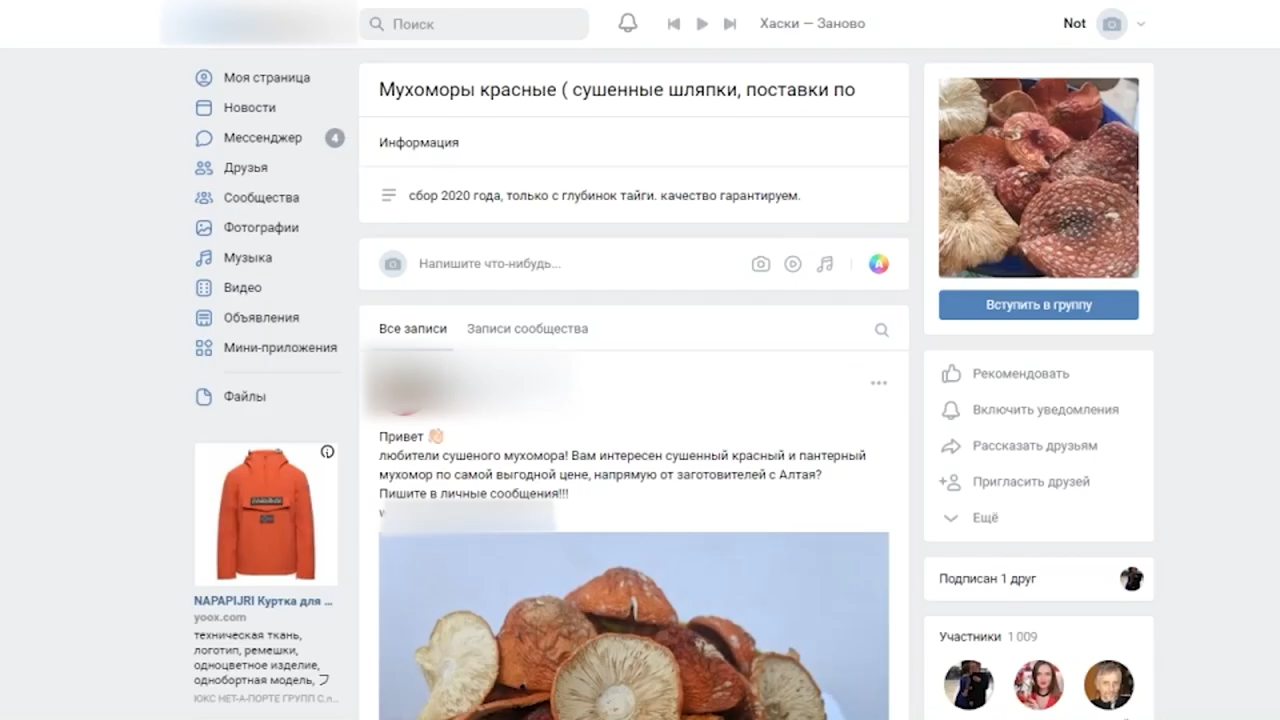 Поиск
Хаски — Заново
Not
Моя страница
Новости
Мессенджер 4
Друзья
Сообщества
Фотографии
Музыка
Видео
Объявления
Мини-приложения
Файлы
NAPAPIJRI Куртка для ...
yoox.com
техническая ткань,
логотип, ремешки,
одноцветное изделие,
однобортная модель,
ЮКС НЕТ-А-ПОРТЕ ГРУПП С.п...
Мухоморы красные ( сушенные шляпки, поставки по
Информация
сбор 2020 года, только с глубинок тайги. качество гарантируем.
Напишите что-нибудь...
Все записи Записи сообщества
Привет 👋🏻
любители сушеного мухомора! Вам интересен сушенный красный и пантерный
мухомор по самой выгодной цене, напрямую от заготовителей с Алтая?
Пишите в личные сообщения!!!
Вступить в группу
Рекомендовать
Включить уведомления
Рассказать друзьям
Пригласить друзей
Ещё
Подписан 1 друг
Участники 1 009